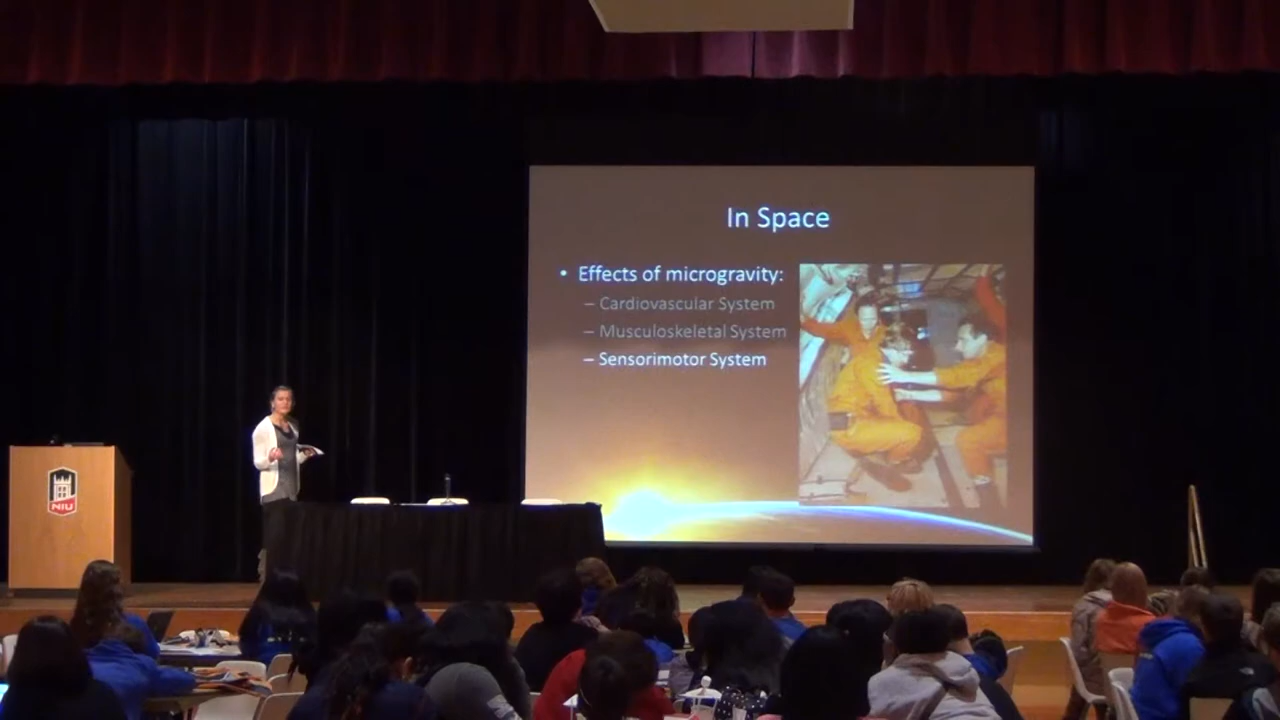 In Space
• Effects of microgravity:
– Cardiovascular System
– Musculoskeletal System
– Sensorimotor System
NIU